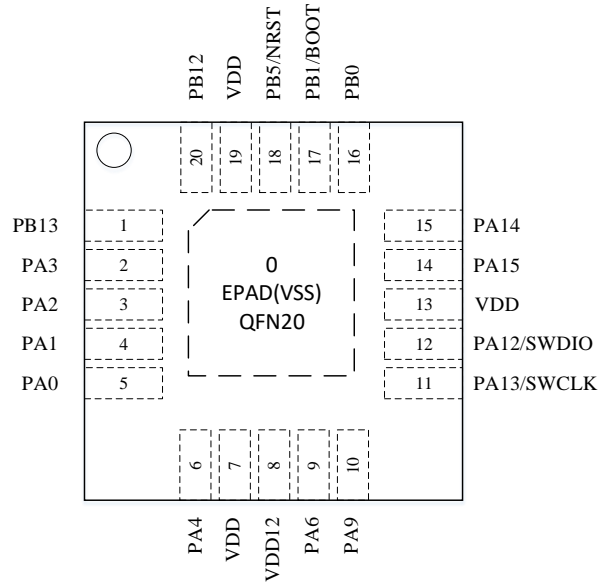 PB12
VDD
PB5/NRST
PB1/BOOT
PB0
20
19
18
17
16
PB13 1
PA3 2
PA2 3
PA1 4
PA0 5
0
EPAD(VSS)
QFN20
15 PA14
14 PA15
13 VDD
12 PA12/SWDIO
11 PA13/SWCLK
6
7
8
9
10
PA4
VDD
VDD12
PA6
PA9